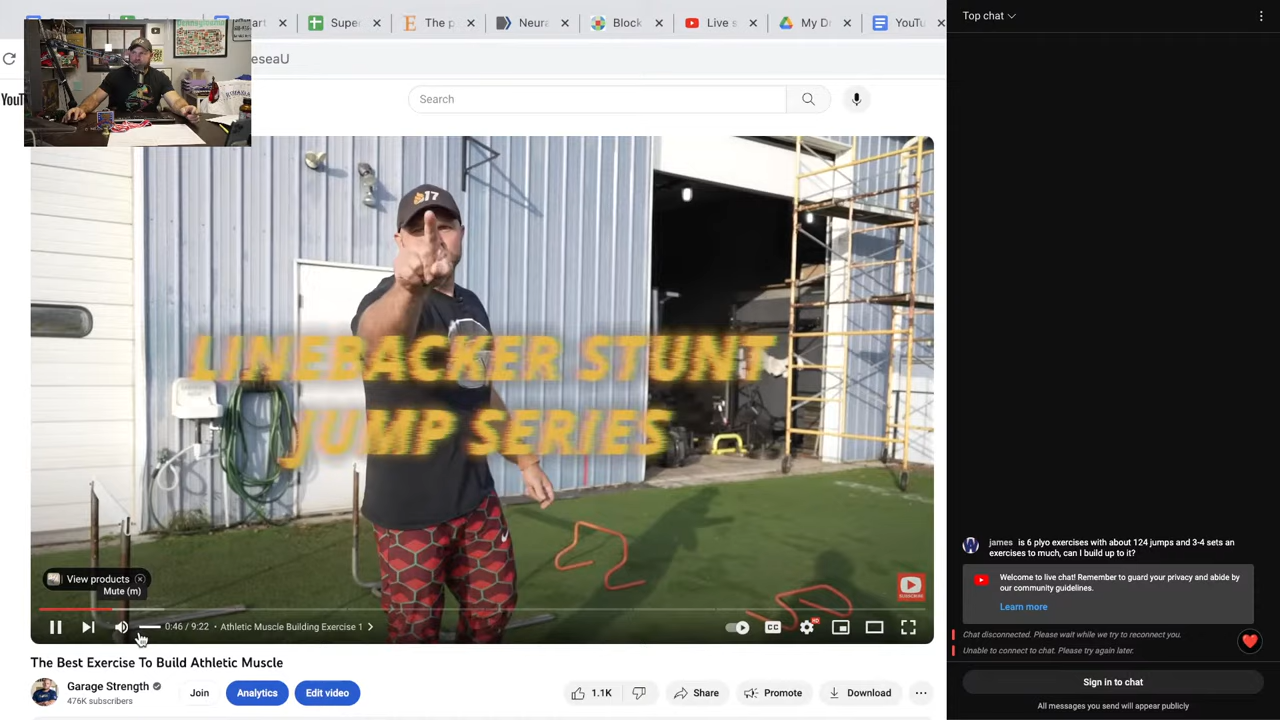 Smart
Super
The p
Neura
Block
Live s
My D
YouTu
eseaU
Search
17
LINEBACKER STUNT
JUMP SERIES
View products
Mute (m)
0:46 / 9:22 • Athletic Muscle Building Exercise 1
SUBSCRIBE
CC
HD
The Best Exercise To Build Athletic Muscle
Garage Strength
476K subscribers
Join
Analytics
Edit video
1.1K
Share
Promote
Download
Top chat
james is 6 plyo exercises with about 124 jumps and 3-4 sets an
exercises to much, can I build up to it?
Welcome to live chat! Remember to guard your privacy and abide by
our community guidelines.
Learn more
Chat disconnected. Please wait while we try to reconnect you.
Unable to connect to chat. Please try again later.
Sign in to chat
All messages you send will appear publicly